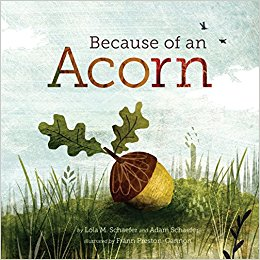 Because of an
Acorn
by Lola M. Schaefer and Adam Schaefer
illustrated by Frann Preston-Gannon